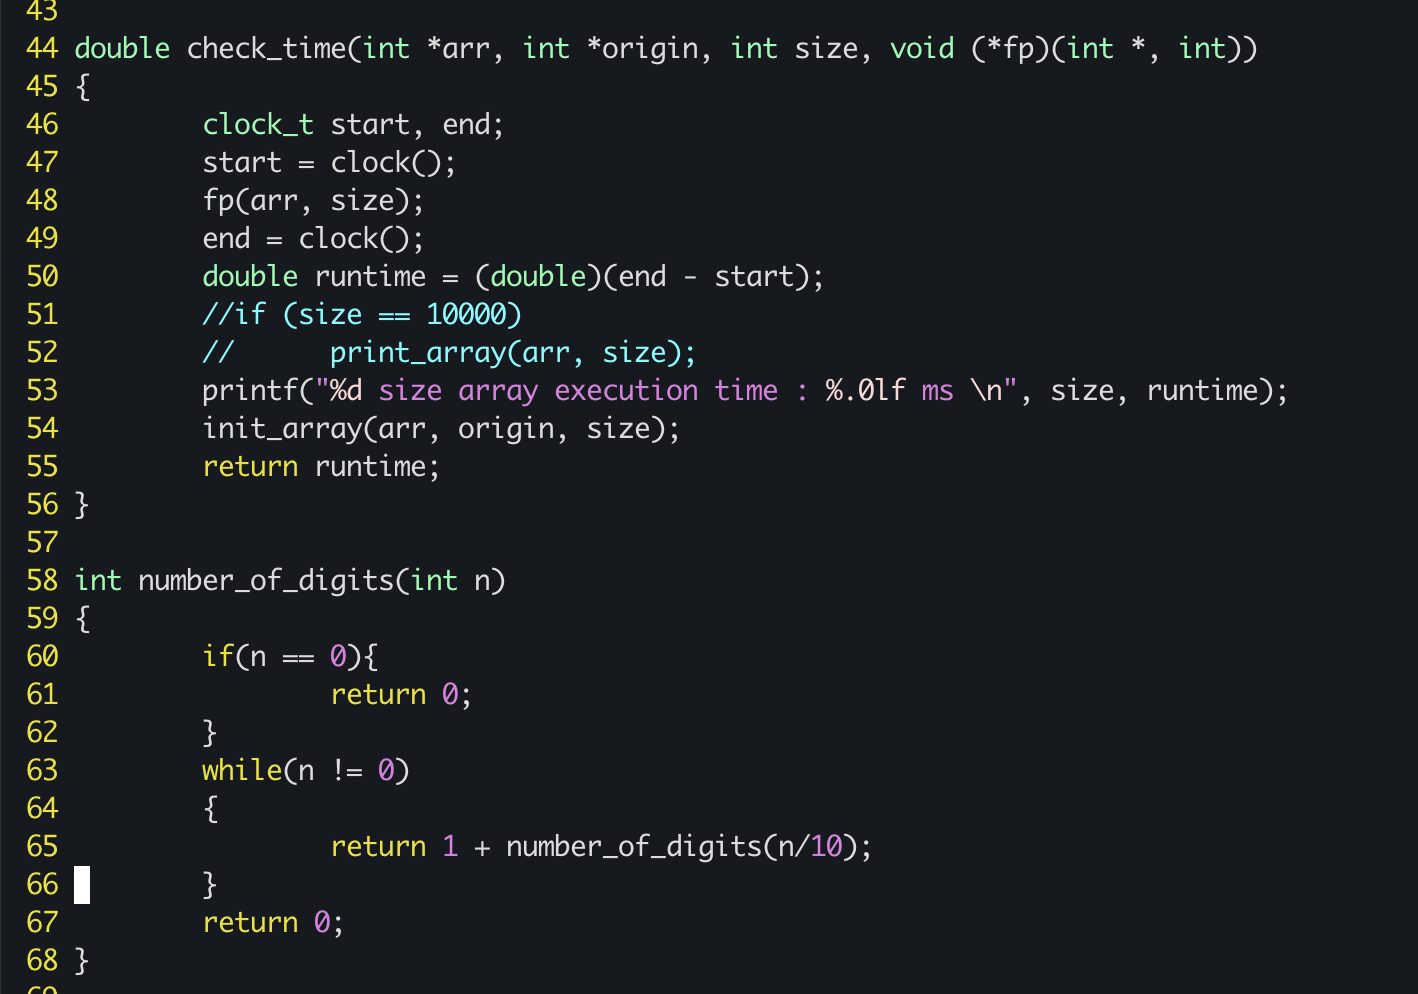 43
44 double check_time(int *arr, int *origin, int size, void (*fp)(int *, int))
45 {
46         clock_t start, end;
47         start = clock();
48         fp(arr, size);
49         end = clock();
50         double runtime = (double)(end - start);
51         //if (size == 10000)
52         //      print_array(arr, size);
53         printf("%d size array execution time : %.0lf ms \n", size, runtime);
54         init_array(arr, origin, size);
55         return runtime;
56 }
57
58 int number_of_digits(int n)
59 {
60         if(n == 0){
61                 return 0;
62         }
63         while(n != 0)
64         {
65                 return 1 + number_of_digits(n/10);
66         }
67         return 0;
68 }